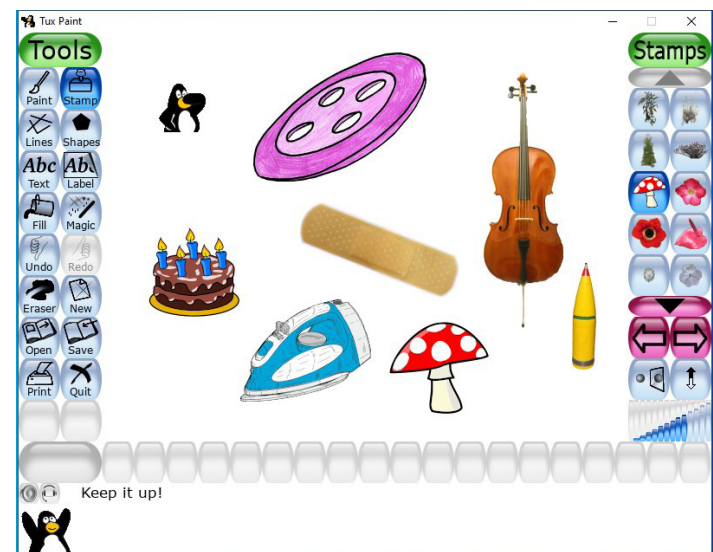 Tux Paint
Tools
Stamps
Paint
Stamp
Lines
Shapes
Abc
Abc
Text
Label
Fill
Magic
Undo
Redo
Eraser
New
Open
Save
Print
Quit
Keep it up!